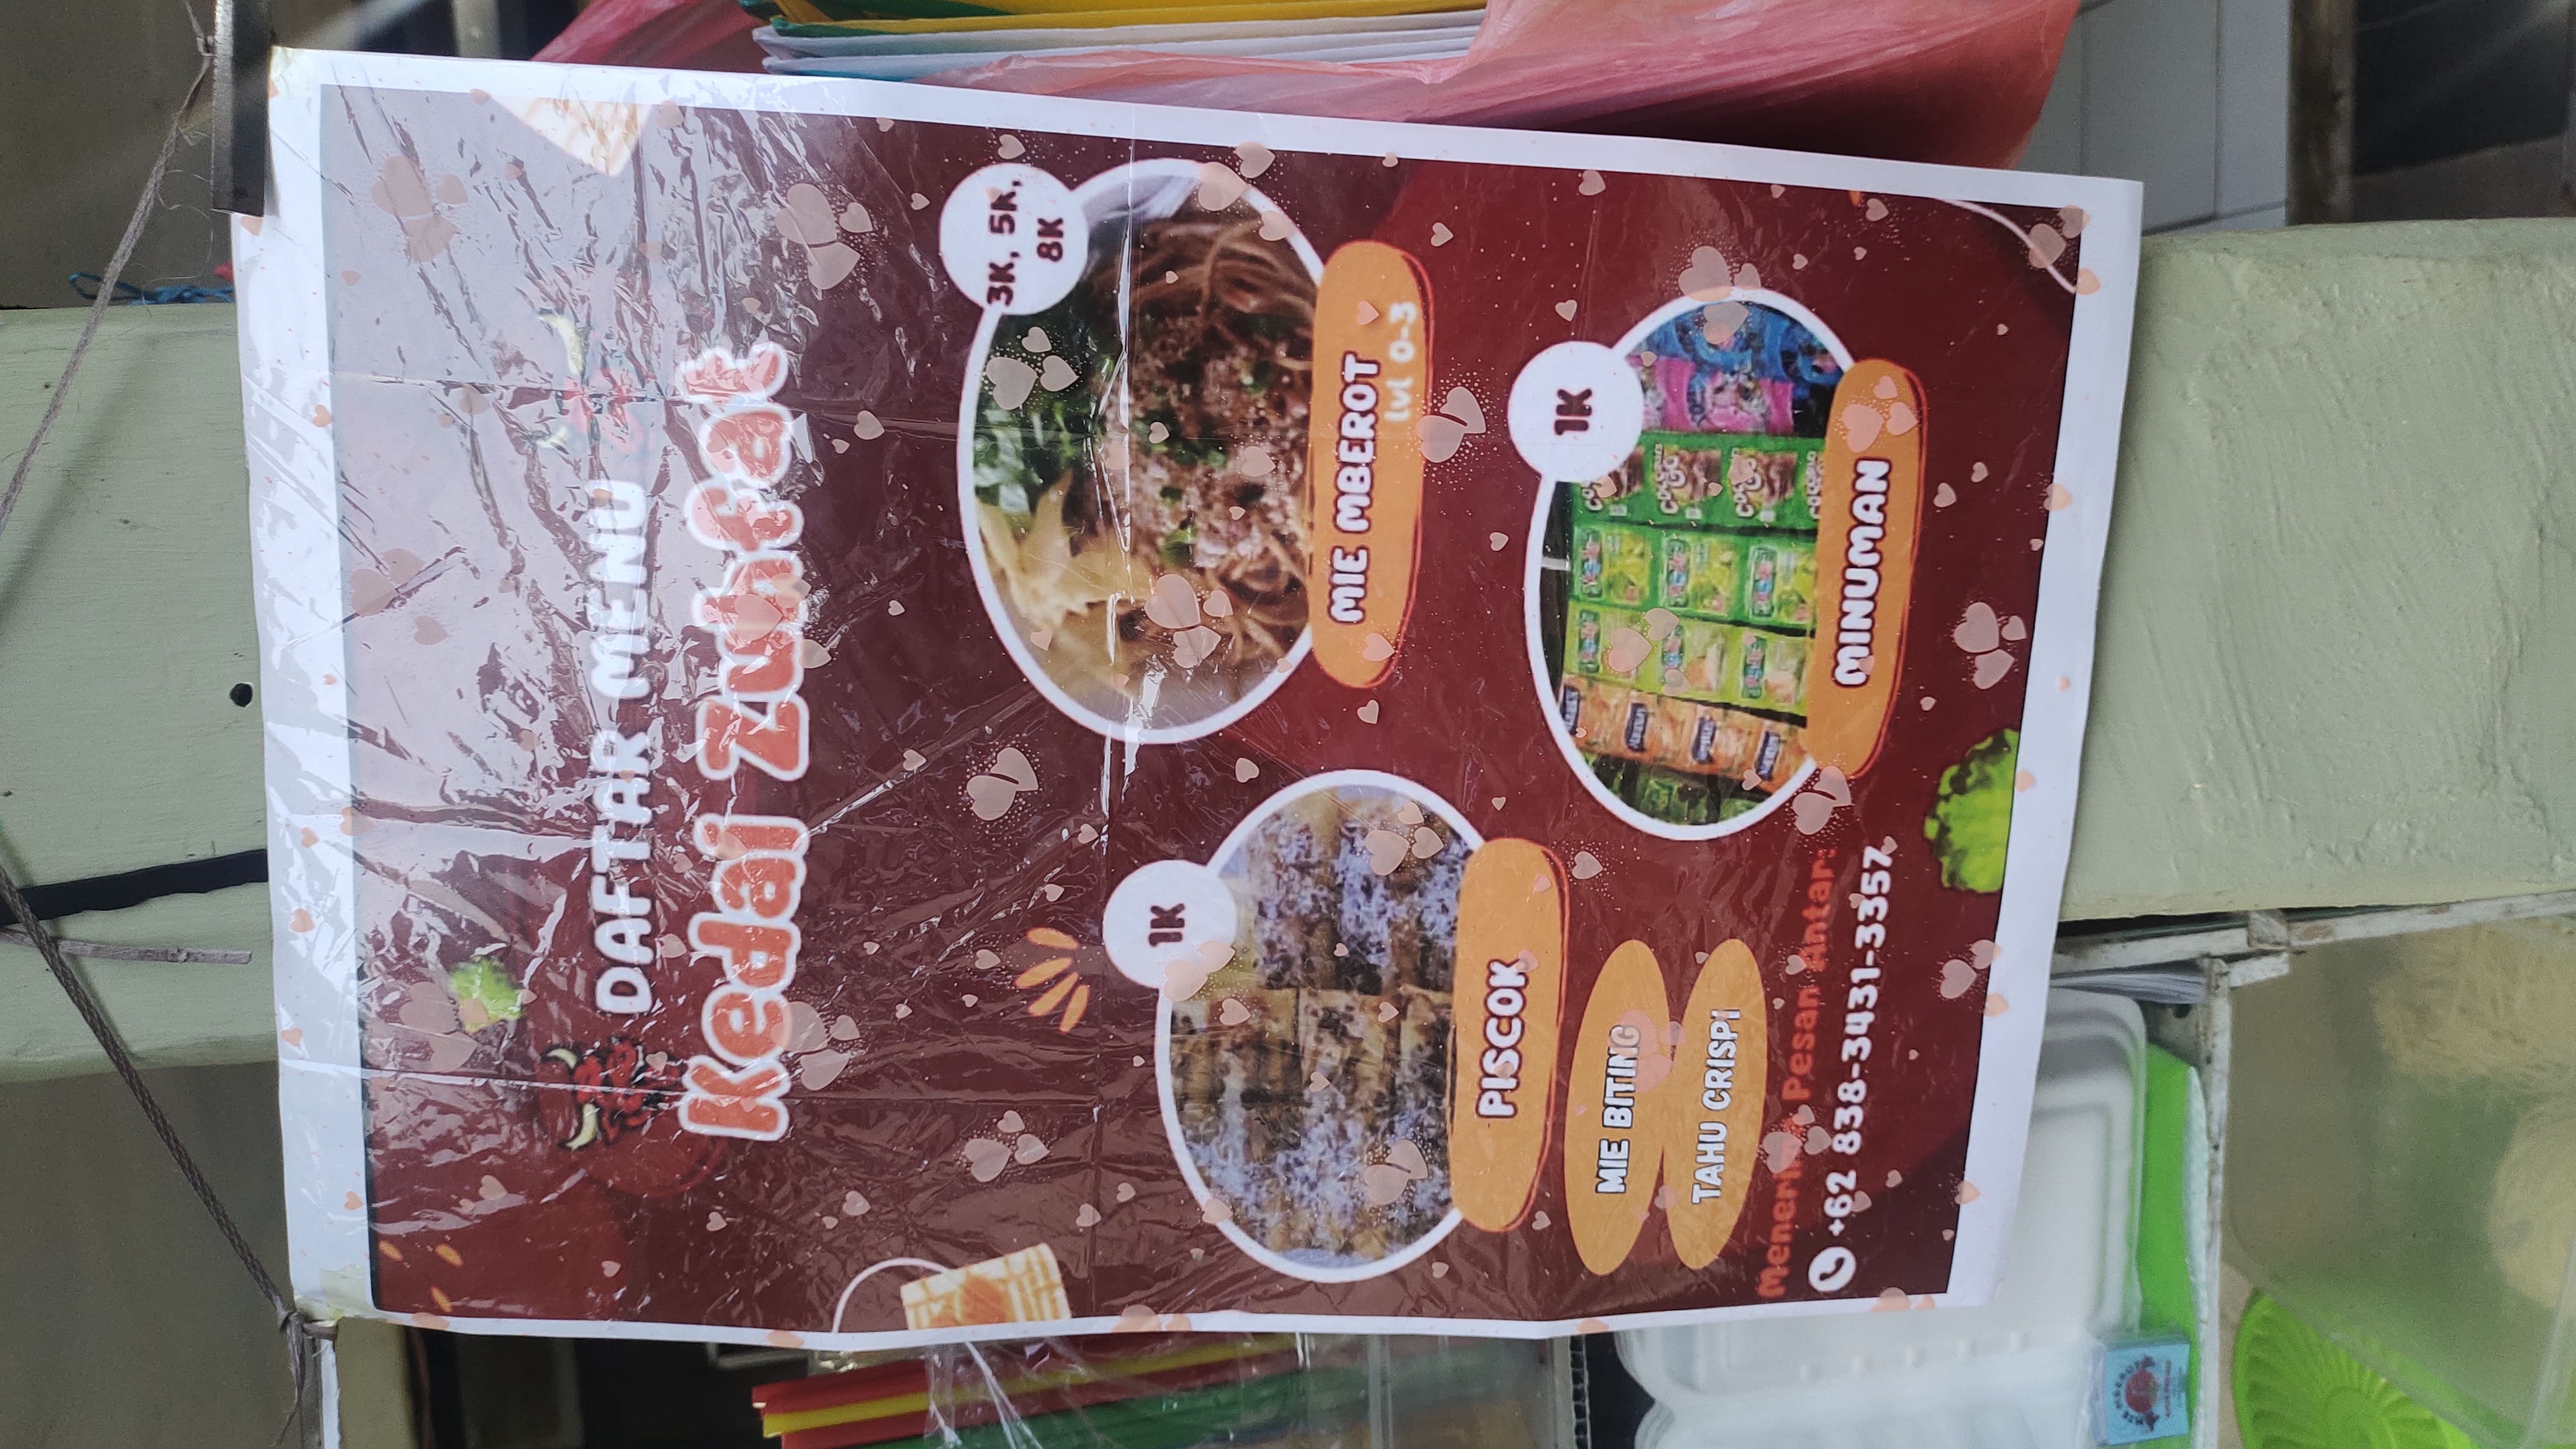 DAFTAR MENU
Kedai Zuhfat
3K, 5K,
8K
MIE MBEROT
lvl 0-3
1K
PISCOK
MIE BITING
TAHU CRISPI
1K
MINUMAN
Menerima Pesan Antar:
+62 838-3431-3357